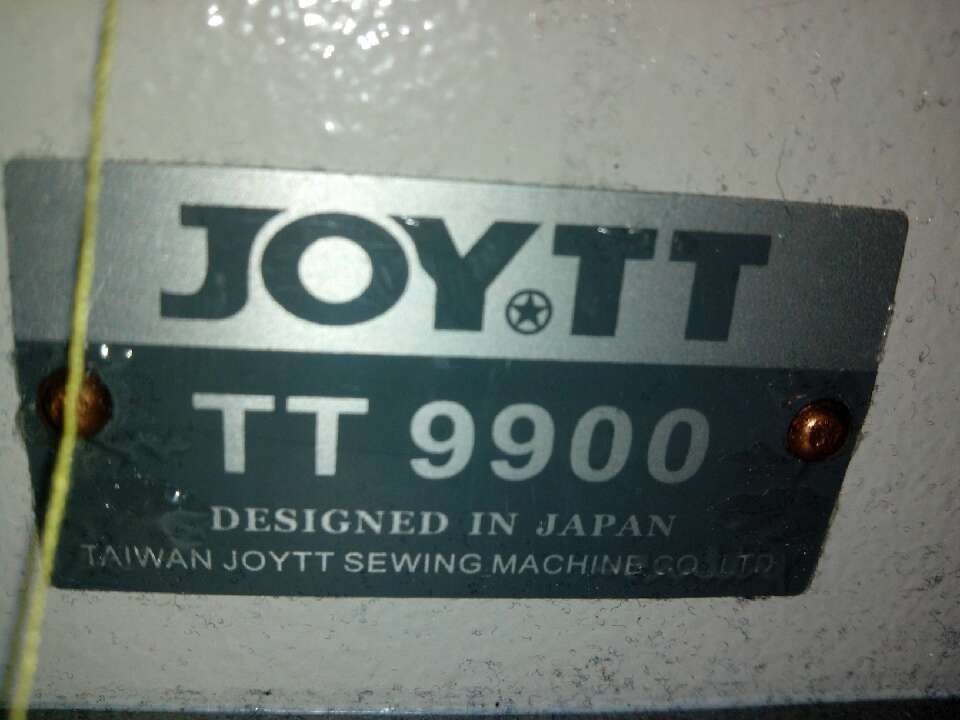 JOY.TT
TT 9900
DESIGNED IN JAPAN
TAIWAN JOYTT SEWING MACHINE CO.,LTD